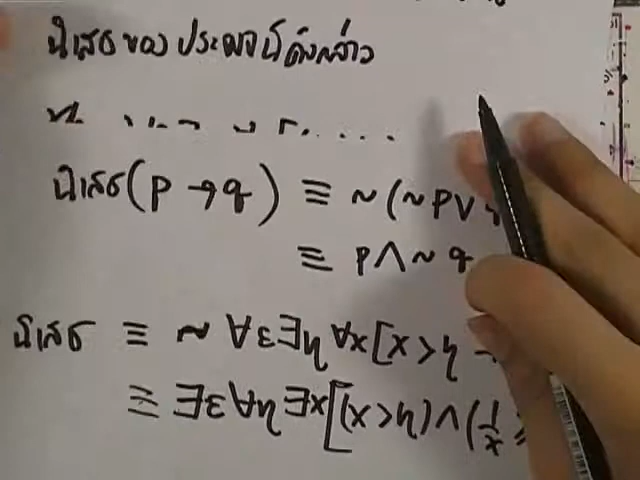 นิเสธของประพจน์ดังกล่าว
นิเสธ(p → q) ≡ ~(~p∨
≡ p∧~q
นิเสธ ≡ ~∀ε∃η∀x[x>η
≡ ∃ε∀η∃x[(x>η)∧(1/x ≥